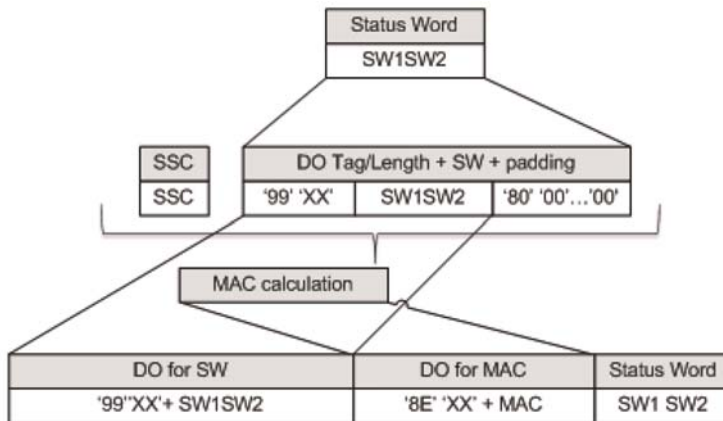 Status Word
SW1SW2
SSC DO Tag/Length + SW + padding
SSC '99' 'XX' SW1SW2 '80' '00'...'00'
MAC calculation
DO for SW DO for MAC Status Word
'99''XX'+ SW1SW2 '8E' 'XX' + MAC SW1 SW2